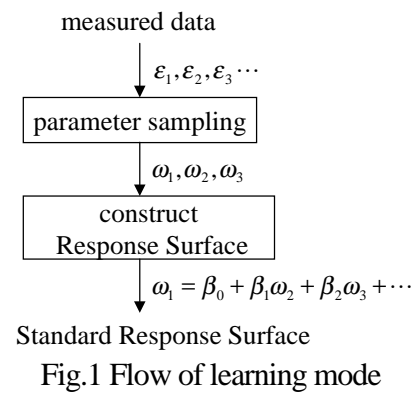 measured data
ε₁, ε₂, ε₃ ⋯
parameter sampling
ω₁, ω₂, ω₃
construct
Response Surface
ω₁ = β₀ + β₁ω₂ + β₂ω₃ + ⋯
Standard Response Surface
Fig.1 Flow of learning mode